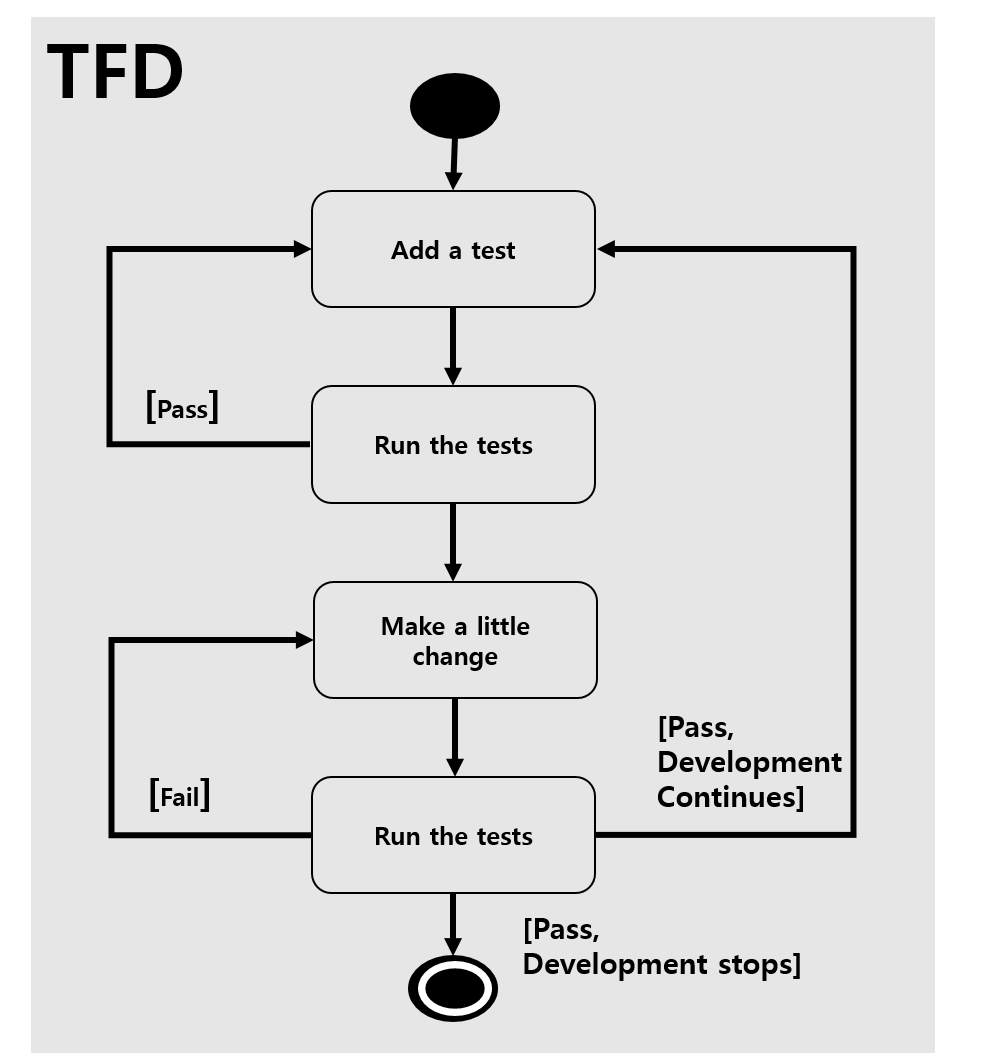 TFD
Add a test
[Pass]
Run the tests
Make a little
change
[Pass,
Development
Continues]
[Fail]
Run the tests
[Pass,
Development stops]